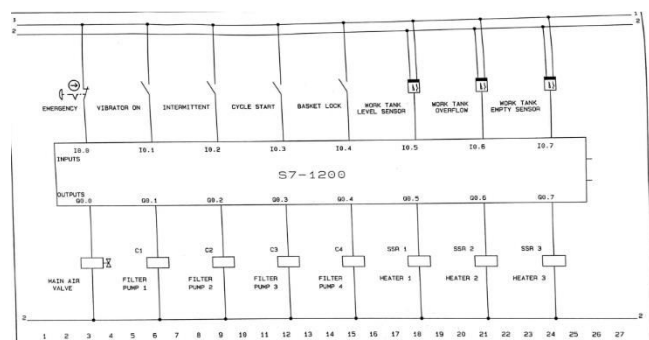 1 1
2 2
EMERGENCY VIBRATOR ON INTERMITTENT CYCLE START BASKET LOCK WORK TANK LEVEL SENSOR WORK TANK OVERFLOW WORK TANK EMPTY SENSOR
I0.0 I0.1 I0.2 I0.3 I0.4 I0.5 I0.6 I0.7
INPUTS
S7-1200
OUTPUTS
Q0.0 Q0.1 Q0.2 Q0.3 Q0.4 Q0.5 Q0.6 Q0.7
C1 C2 C3 C4 SSR 1 SSR 2 SSR 3
MAIN AIR VALVE FILTER PUMP 1 FILTER PUMP 2 FILTER PUMP 3 FILTER PUMP 4 HEATER 1 HEATER 2 HEATER 3
2 2
1 2 3 4 5 6 7 8 9 10 11 12 13 14 15 16 17 18 19 20 21 22 23 24 25 26 27